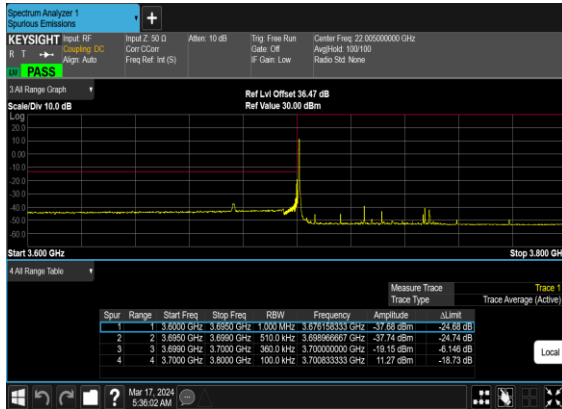 Spectrum Analyzer 1
Spurious Emissions
KEYSIGHT Input: RF Input Z: 50 Ω Atten: 10 dB Trig: Free Run Center Freq: 22.005000000 GHz
R T Coupling: DC Corr CCorr Gate: Off Avg|Hold: 100/100
Align: Auto Freq Ref: Int (S) IF Gain: Low Radio Std: None
LXI PASS
3 All Range Graph
Ref Lvl Offset 36.47 dB
Scale/Div 10.0 dB Ref Value 30.00 dBm
Log
20.0
10.0
0.00
-10.0
-20.0
-30.0
-40.0
-50.0
-60.0
Start 3.600 GHz Stop 3.800 GHz
4 All Range Table
Measure Trace Trace 1
Trace Type Trace Average (Active)
Spur Range Start Freq Stop Freq RBW Frequency Amplitude ΔLimit
1 1 3.6000 GHz 3.6950 GHz 1.000 MHz 3.676158333 GHz -37.68 dBm -24.68 dB
2 2 3.6950 GHz 3.6990 GHz 510.0 kHz 3.698966667 GHz -37.74 dBm -24.74 dB
3 3 3.6990 GHz 3.7000 GHz 360.0 kHz 3.700000000 GHz -19.15 dBm -6.146 dB
4 4 3.7000 GHz 3.8000 GHz 100.0 kHz 3.700833333 GHz 11.27 dBm -18.73 dB
Local
Mar 17, 2024
5:36:02 AM